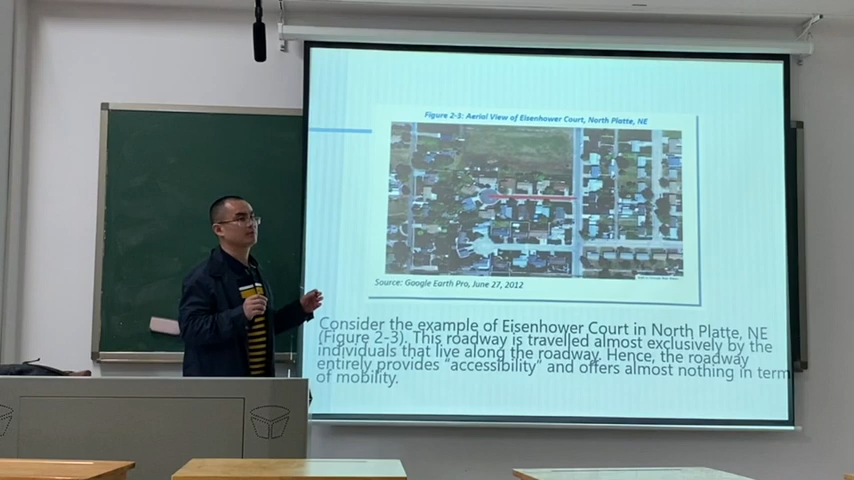 Figure 2-3: Aerial View of Eisenhower Court, North Platte, NE
Source: Google Earth Pro, June 27, 2012
Consider the example of Eisenhower Court in North Platte, NE
(Figure 2-3). This roadway is travelled almost exclusively by the
individuals that live along the roadway. Hence, the roadway
entirely provides “accessibility” and offers almost nothing in term
of mobility.